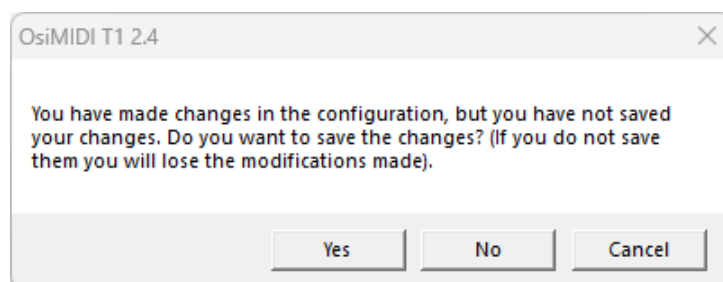 OsiMIDI T1 2.4
You have made changes in the configuration, but you have not saved
your changes. Do you want to save the changes? (If you do not save
them you will lose the modifications made).
Yes
No
Cancel